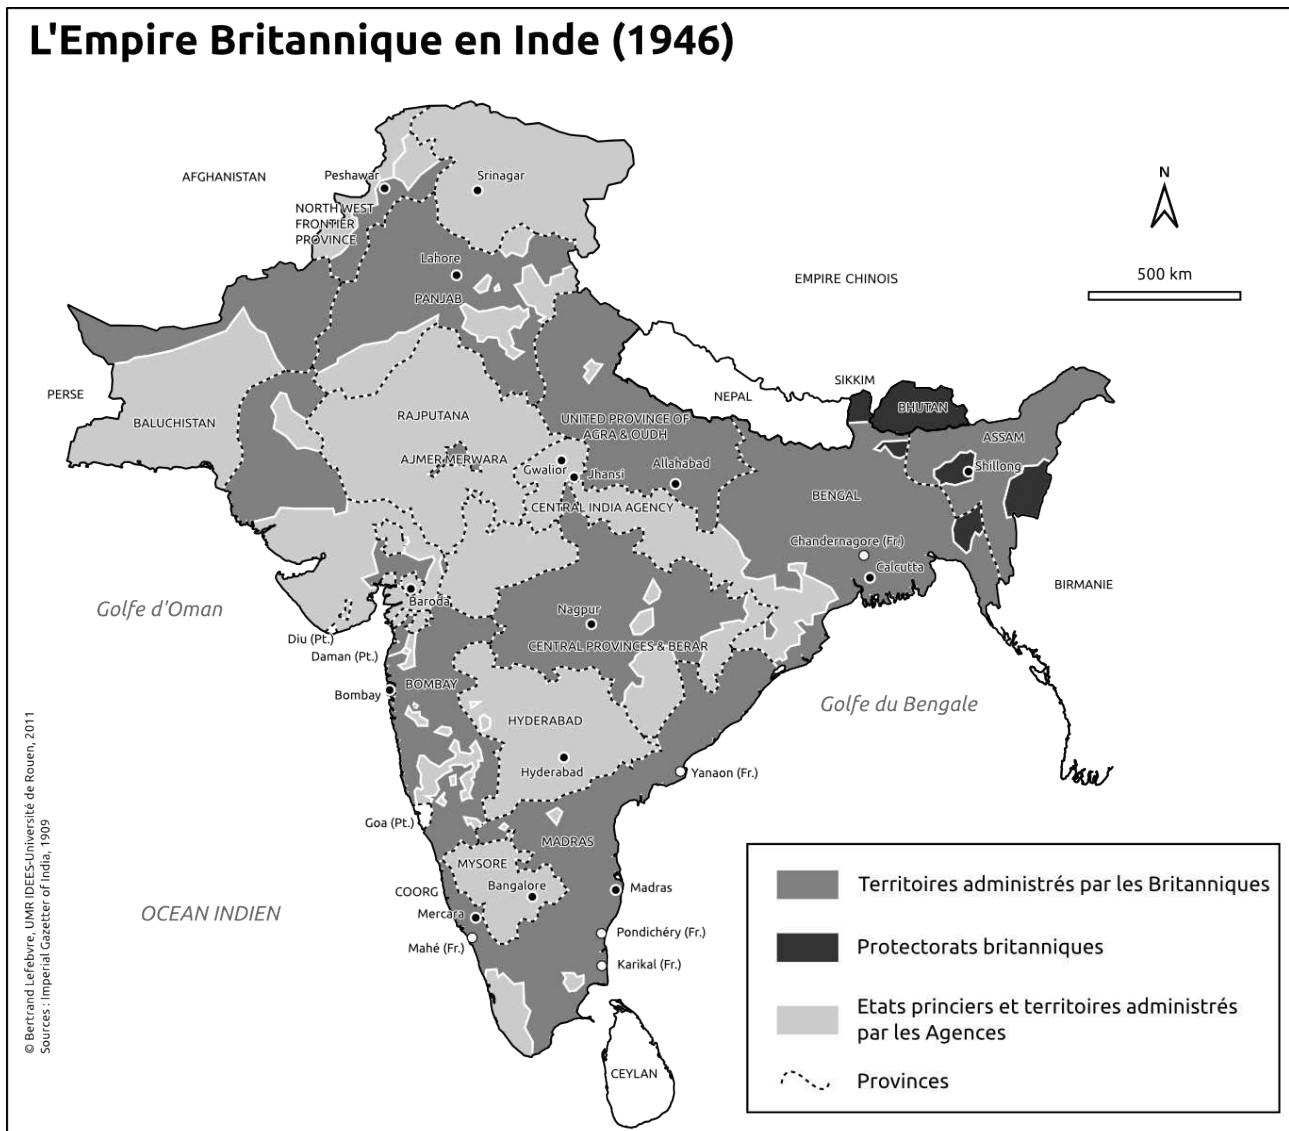 L'Empire Britannique en Inde (1946)
AFGHANISTAN
Peshawar
Srinagar
N
NORTH WEST
FRONTIER
PROVINCE
Lahore
PANJAB
EMPIRE CHINOIS
500 km
PERSE
BALUCHISTAN
RAJPUTANA
NEPAL
SIKKIM
BHUTAN
UNITED PROVINCE OF
AGRA & OUDH
ASSAM
AJMER MERWARA
Gwalior
Jhansi
Allahabad
Shillong
CENTRAL INDIA AGENCY
BENGAL
Chandernagore (Fr.)
Calcutta
BIRMANIE
Golfe d'Oman
Baroda
Nagpur
Diu (Pt.)
Daman (Pt.)
CENTRAL PROVINCES & BERAR
BOMBAY
Bombay
Golfe du Bengale
HYDERABAD
Hyderabad
Yanaon (Fr.)
Goa (Pt.)
MADRAS
MYSORE
COORG
Bangalore
Madras
Mercara
OCEAN INDIEN
Mahé (Fr.)
Pondichéry (Fr.)
Karikal (Fr.)
CEYLAN
Territoires administrés par les Britanniques
Protectorats britanniques
Etats princiers et territoires administrés
par les Agences
Provinces
© Bertrand Lefebvre, UMR IDEES-Université de Rouen, 2011
Sources : Imperial Gazetter of India, 1909